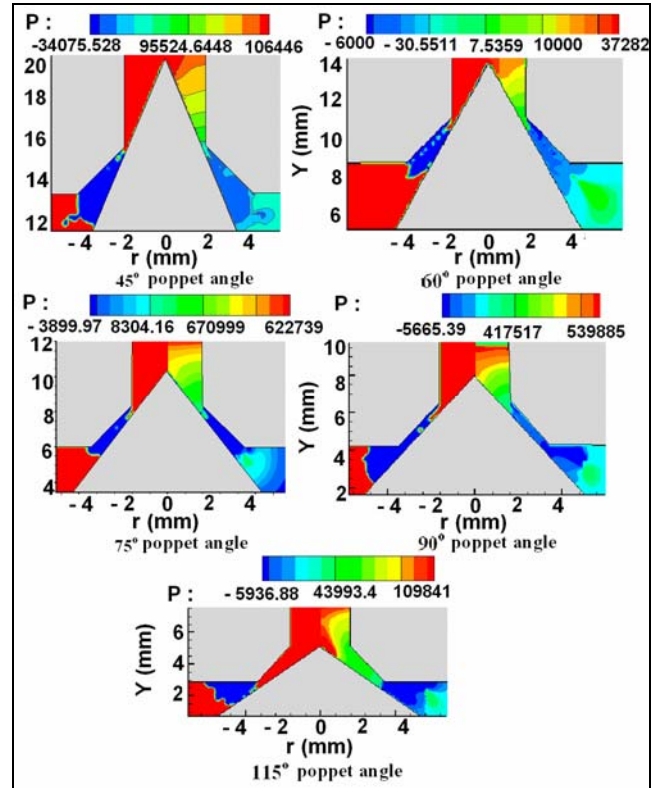 P :
-34075.528 95524.6448 106446
20
18
16
14
12
- 4 - 2 0 2 4
r (mm)
45° poppet angle
P :
- 6000 - 30.5511 7.5359 10000 37282
Y (mm)
14
12
10
8
6
- 4 - 2 0 2 4
r (mm)
60° poppet angle
P :
- 3899.97 8304.16 670999 622739
12
10
8
6
4
- 4 - 2 0 2 4
r (mm)
75° poppet angle
P :
-5665.39 417517 539885
Y (mm)
10
8
6
4
2
- 4 - 2 0 2 4
r (mm)
90° poppet angle
P :
- 5936.88 43993.4 109841
Y (mm)
6
4
2
- 4 - 2 0 2 4
r (mm)
115° poppet angle